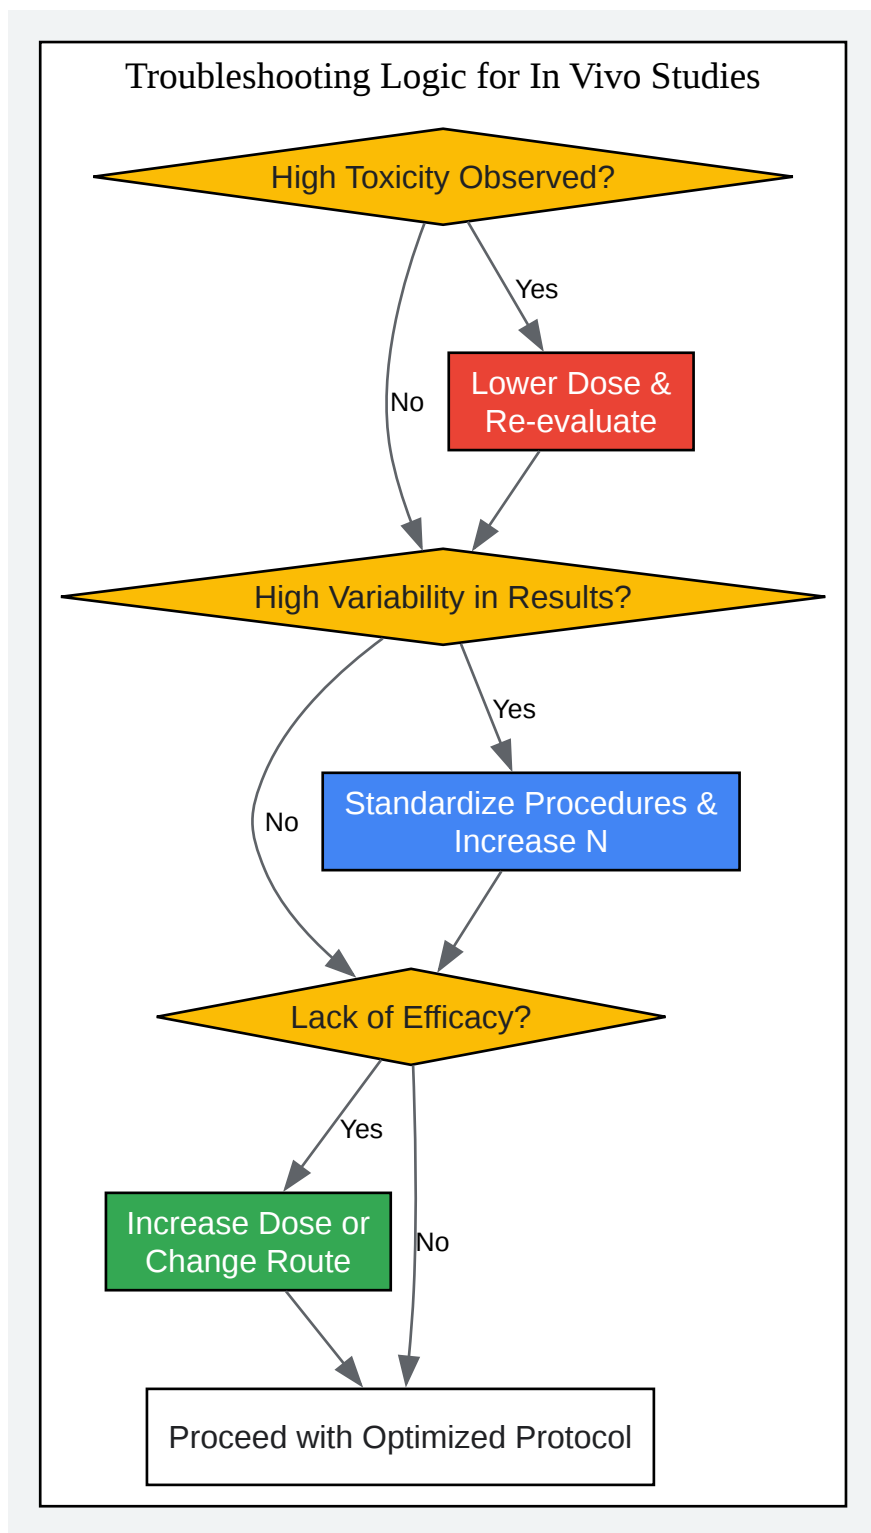 Troubleshooting Logic for In Vivo Studies
High Toxicity Observed?
Yes
Lower Dose &
Re-evaluate
No
High Variability in Results?
Yes
Standardize Procedures &
Increase N
No
Lack of Efficacy?
Yes
Increase Dose or
Change Route
No
Proceed with Optimized Protocol